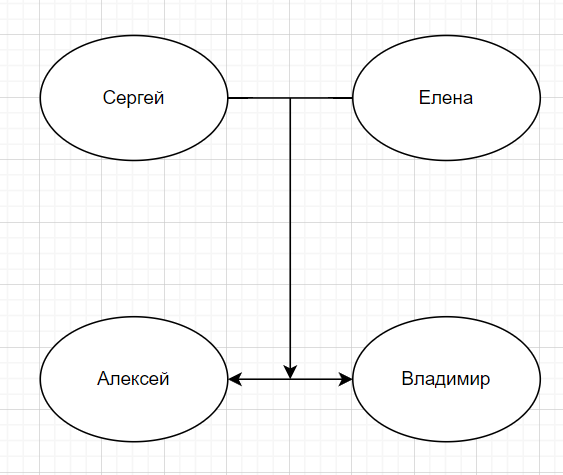 Сергей
Елена
Алексей
Владимир